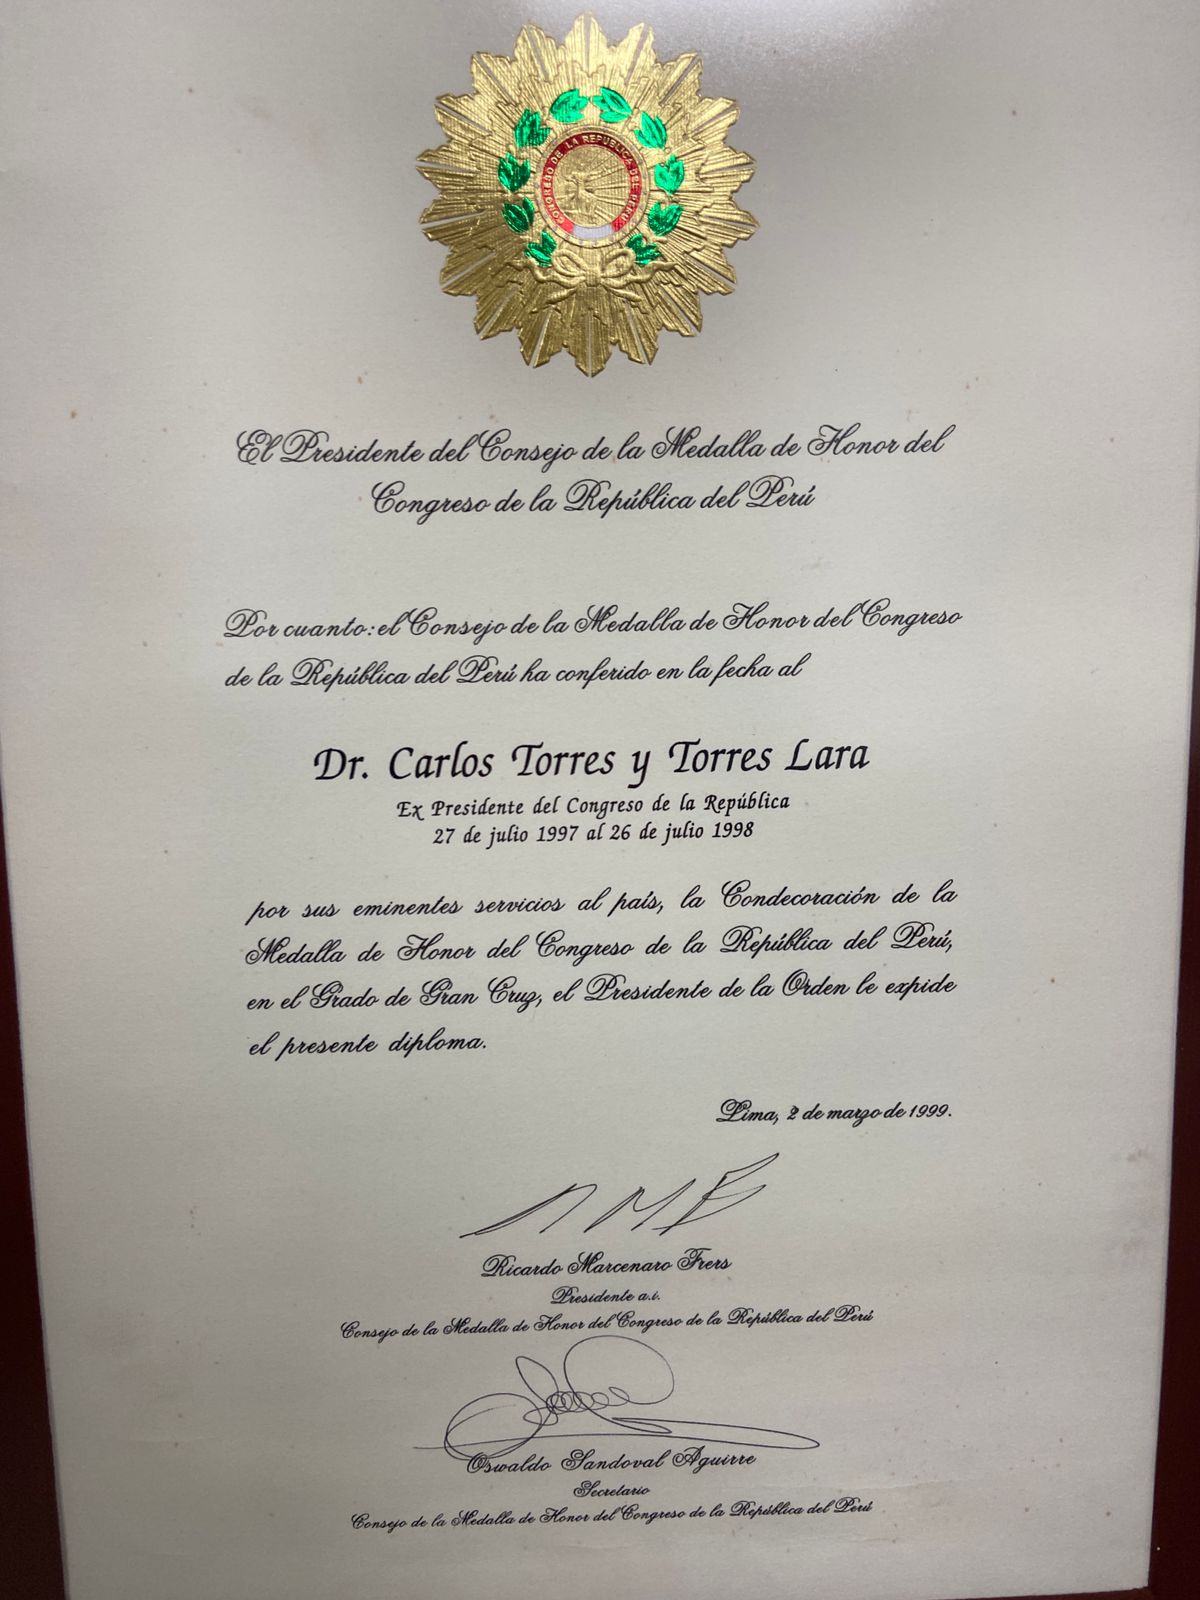 CONGRESO DE LA REPUBLICA DEL PERU
El Presidente del Consejo de la Medalla de Honor del
Congreso de la República del Perú
Por cuanto: el Consejo de la Medalla de Honor del Congreso
de la República del Perú ha conferido en la fecha al
Dr. Carlos Torres y Torres Lara
Ex Presidente del Congreso de la República
27 de julio 1997 al 26 de julio 1998
por sus eminentes servicios al país, la Condecoración de la
Medalla de Honor del Congreso de la República del Perú,
en el Grado de Gran Cruz, el Presidente de la Orden le expide
el presente diploma.
Lima, 2 de marzo de 1999.
Ricardo Marcenaro Frers
Presidente a.i.
Consejo de la Medalla de Honor del Congreso de la República del Perú
Oswaldo Sandoval Aguirre
Secretario
Consejo de la Medalla de Honor del Congreso de la República del Perú